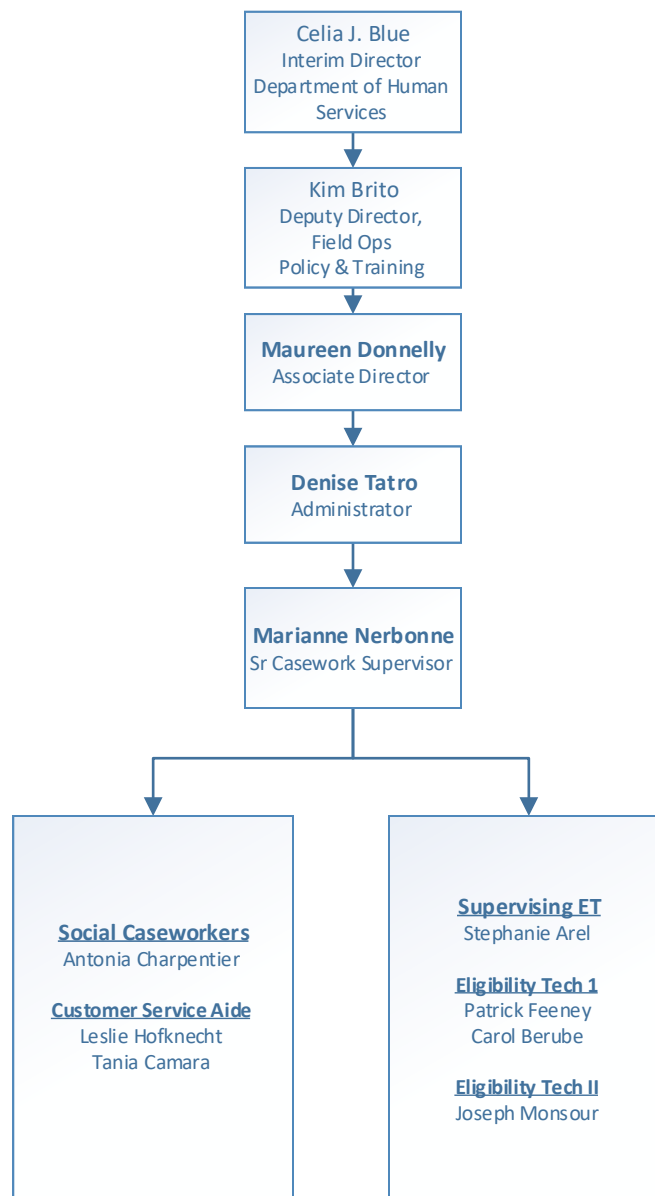 Celia J. Blue
Interim Director
Department of Human
Services
Kim Brito
Deputy Director,
Field Ops
Policy & Training
Maureen Donnelly
Associate Director
Denise Tatro
Administrator
Marianne Nerbonne
Sr Casework Supervisor
Social Caseworkers
Antonia Charpentier
Customer Service Aide
Leslie Hofknecht
Tania Camara
Supervising ET
Stephanie Arel
Eligibility Tech 1
Patrick Feeney
Carol Berube
Eligibility Tech II
Joseph Monsour